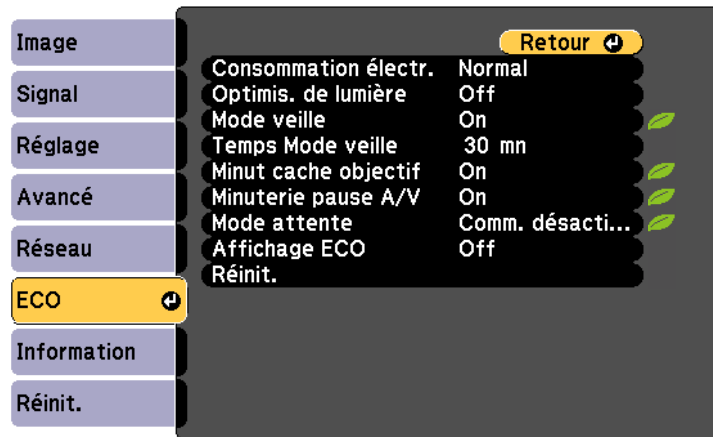 Image
Signal
Réglage
Avancé
Réseau
ECO
Information
Réinit.
Retour
Consommation électr. Normal
Optimis. de lumière Off
Mode veille On
Temps Mode veille 30 mn
Minut cache objectif On
Minuterie pause A/V On
Mode attente Comm. désacti...
Affichage ECO Off
Réinit.